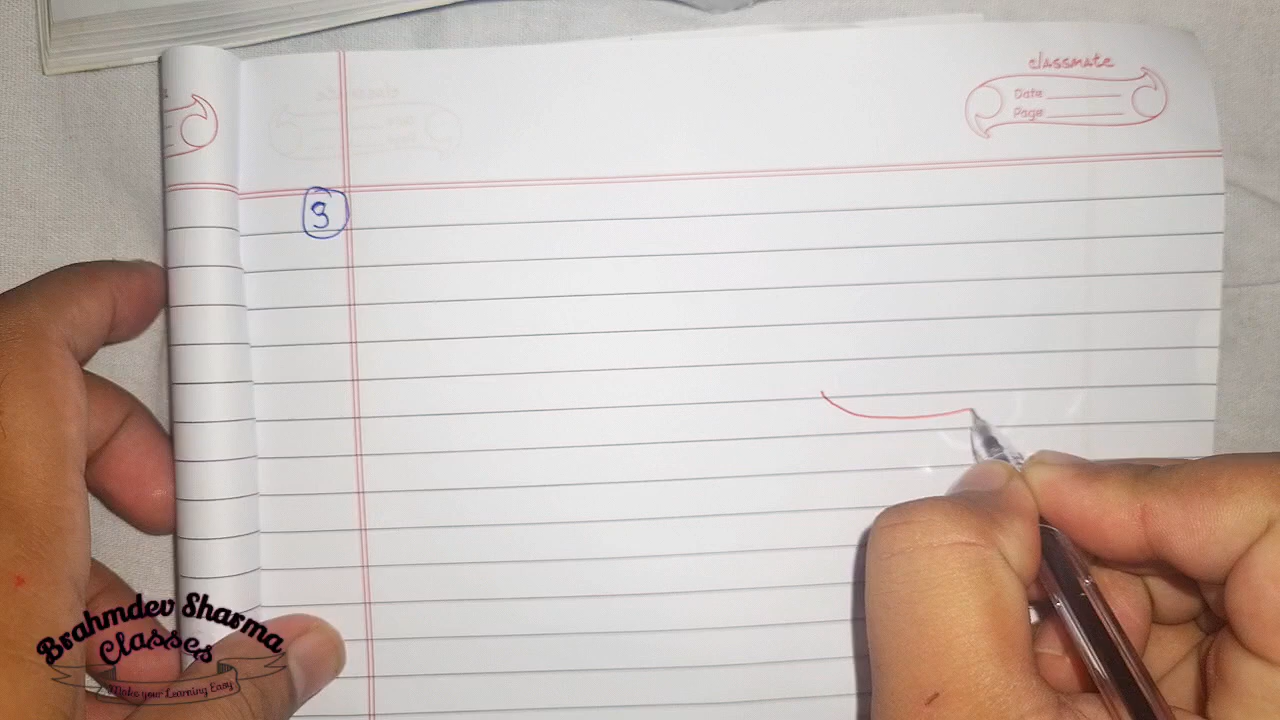 classmate
Date
Page
9
Brahmdev Sharma
Classes
Make your Learning Easy